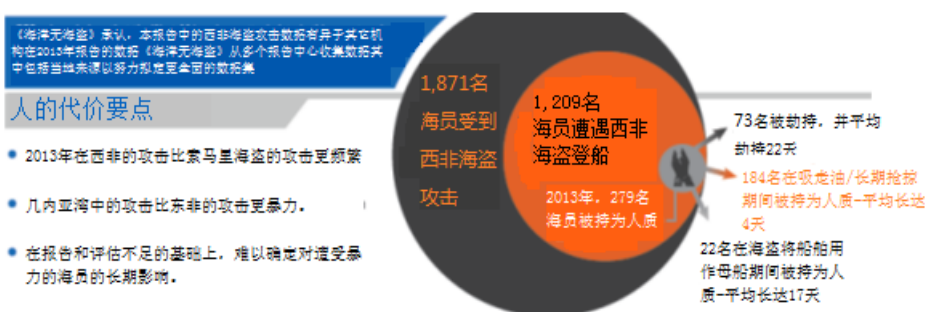 《海洋无海盗》承认，本报告中的西非海盗攻击数据有异于其它机
构在2013年报告的数据《海洋无海盗》从多个报告中心收集数据其
中包括当地来源以努力拟定更全面的数据集
人的代价要点
• 2013年在西非的攻击比索马里海盗的攻击更频繁
• 几内亚湾中的攻击比东非的攻击更暴力.
• 在报告和评估不足的基础上，难以确定对遭受暴
力的海员的长期影响.
1,871名
海员受到
西非海盗
攻击
1,209名
海员遭遇西非
海盗登船
2013年，279名
海员被持为人质
73名被劫持．并平均
劫持22天
184名在吸走油/长期抢掠
期间被持为人质-平均长达
4天
22名在海盗将船舶用
作母船期间被持为人
质-平均长达17天